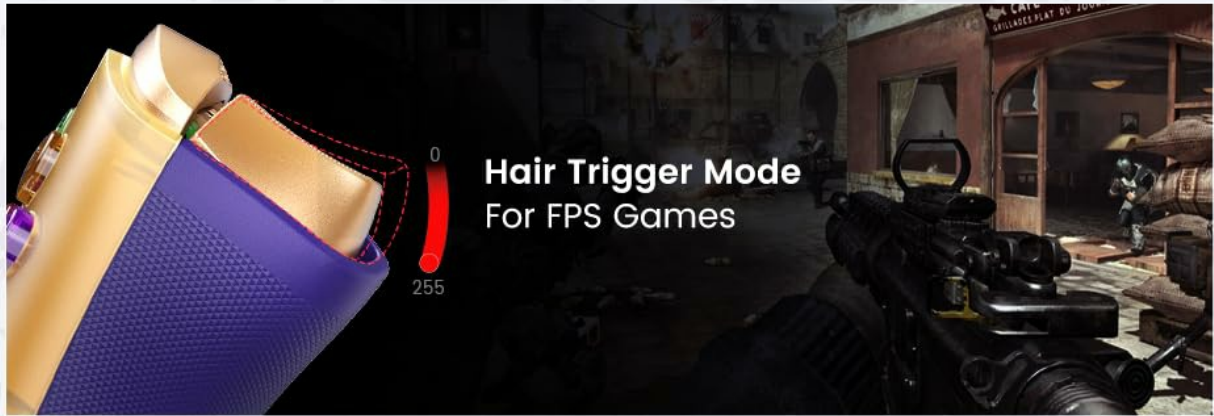 CAFE
GRILLADES.PLAT DU JOUR
0
Hair Trigger Mode
For FPS Games
255